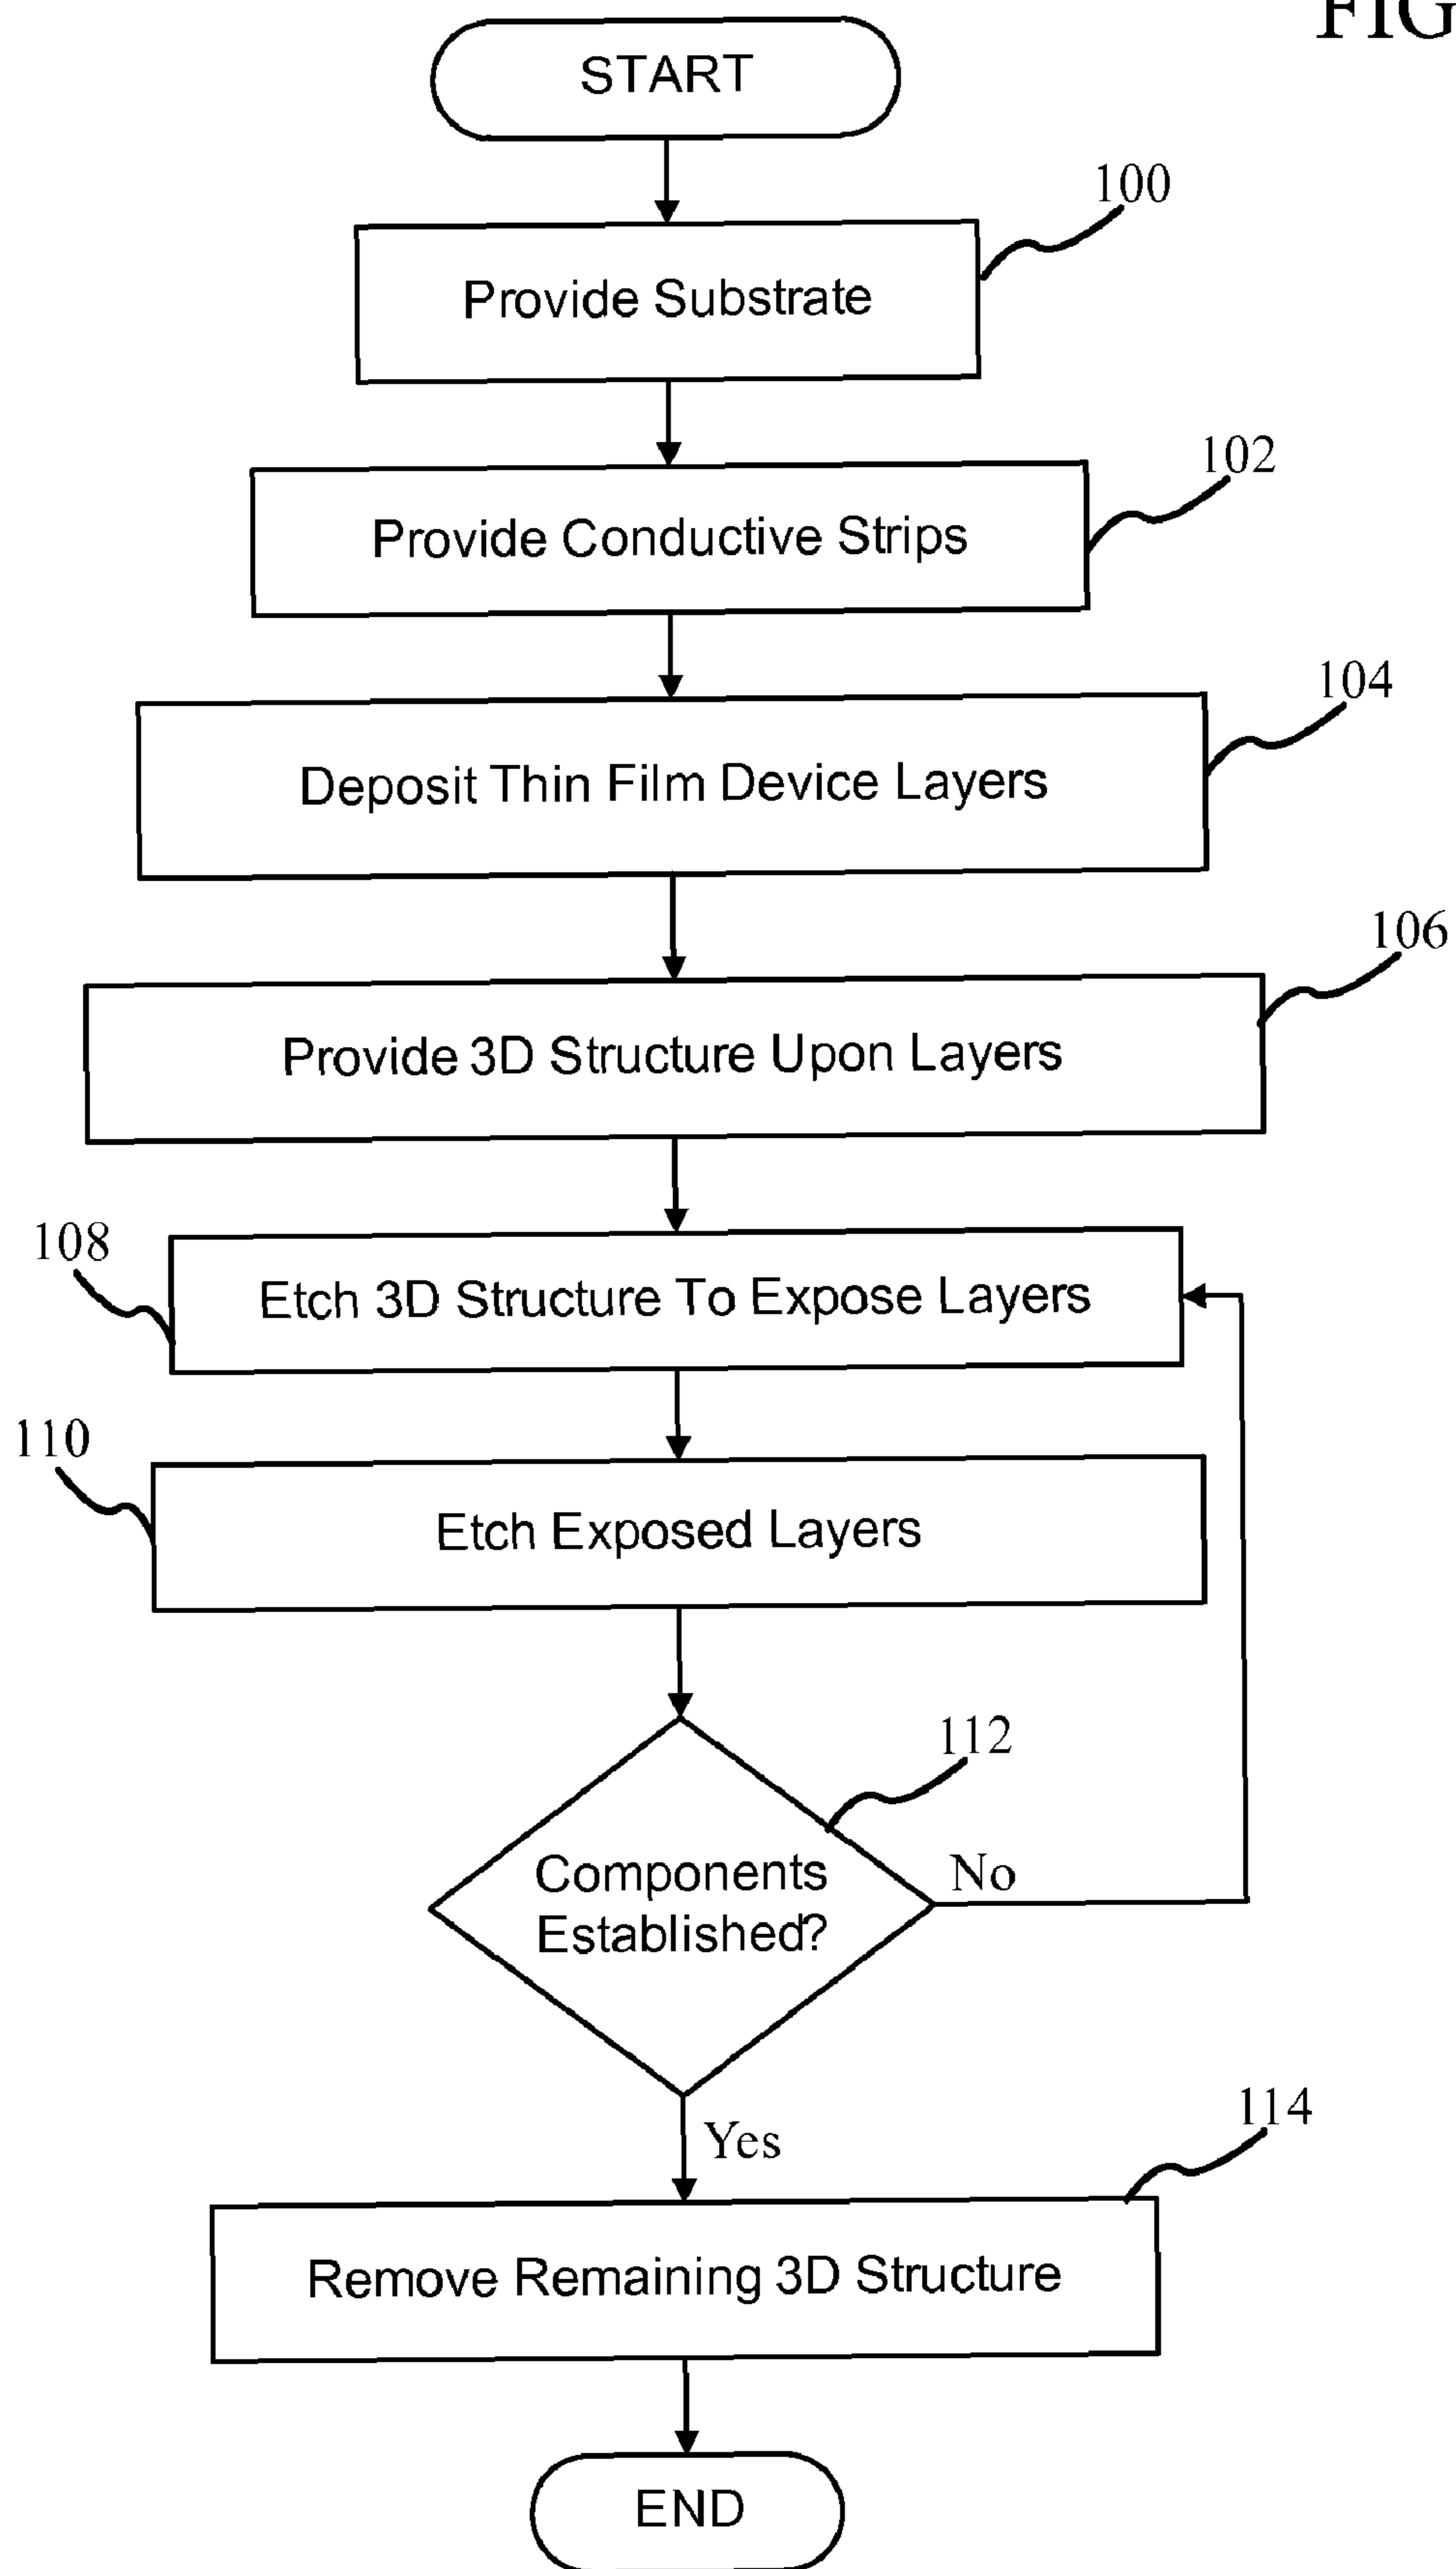 FIG
START
100
Provide Substrate
102
Provide Conductive Strips
104
Deposit Thin Film Device Layers
106
Provide 3D Structure Upon Layers
108
Etch 3D Structure To Expose Layers
110
Etch Exposed Layers
112
Components
Established?
No
Yes
114
Remove Remaining 3D Structure
END